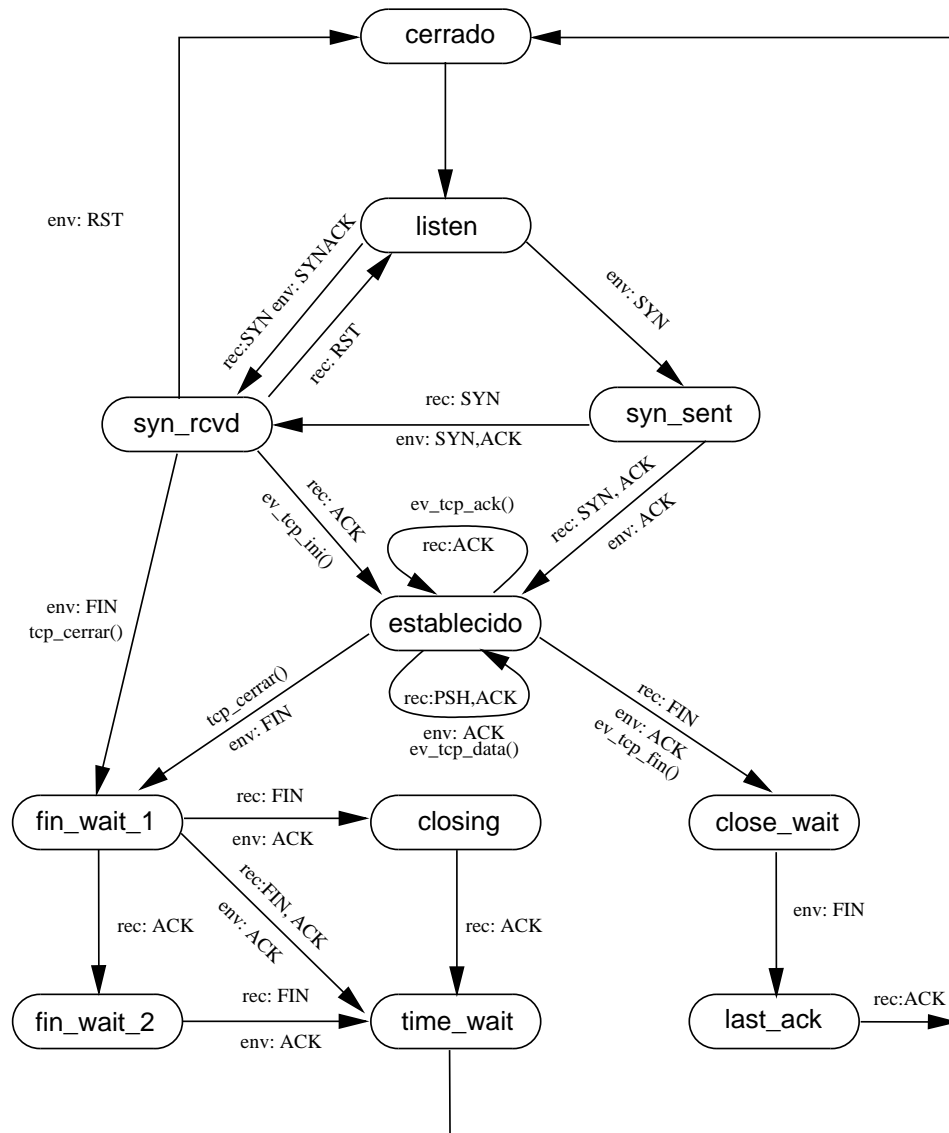 cerrado
env: RST
listen
rec:SYN env: SYNACK
rec: RST
env: SYN
syn_rcvd
rec: SYN
env: SYN,ACK
syn_sent
rec: ACK
ev_tcp_ini()
ev_tcp_ack()
rec:ACK
rec: SYN, ACK
env: ACK
env: FIN
tcp_cerrar()
establecido
tcp_cerrar()
env: FIN
rec:PSH,ACK
env: ACK
ev_tcp_data()
rec: FIN
env: ACK
ev_tcp_fin()
fin_wait_1
rec: FIN
env: ACK
closing
close_wait
rec: ACK
rec:FIN, ACK
env: ACK
rec: ACK
env: FIN
fin_wait_2
rec: FIN
env: ACK
time_wait
last_ack
rec:ACK